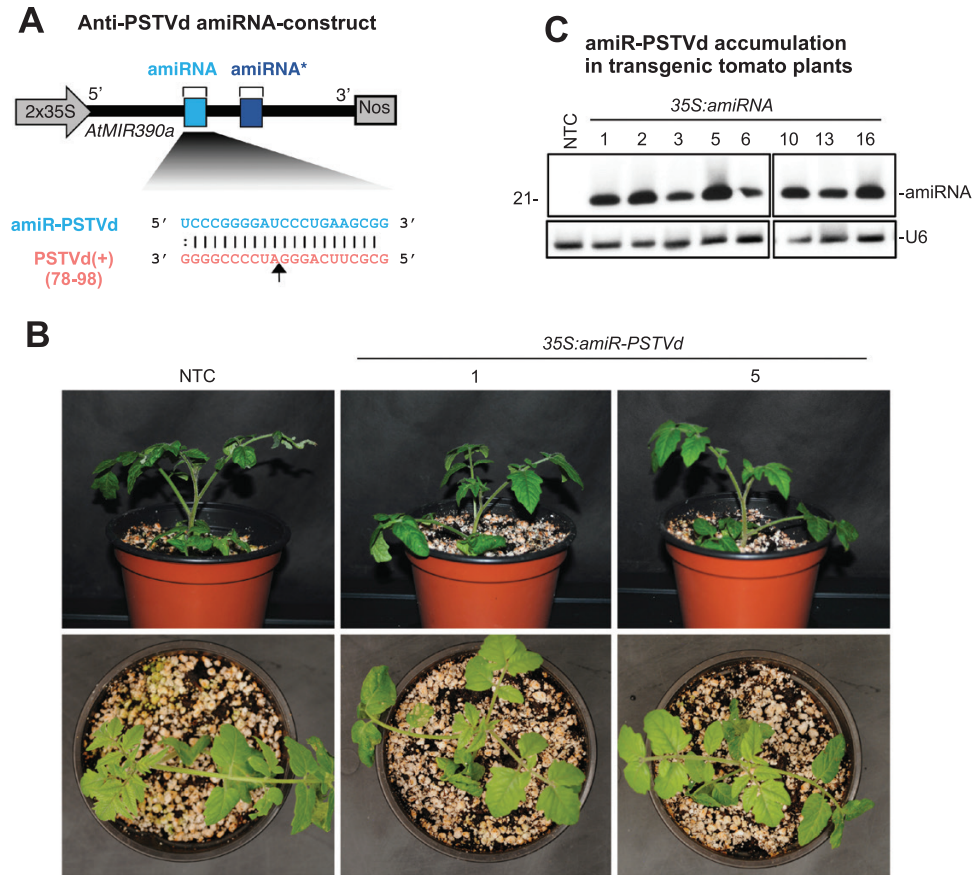 A
Anti-PSTVd amiRNA-construct
amiRNA amiRNA*
5' 3'
2x35S Nos
AtMIR390a
amiR-PSTVd 5' UCCCGGGGAUCCCUGAAGCGG 3'
PSTVd(+) 3' GGGGCCCCUAGGGACUUCGCG 5'
(78-98)
C
amiR-PSTVd accumulation
in transgenic tomato plants
35S:amiRNA
NTC 1 2 3 5 6 10 13 16
21- -amiRNA
-U6
B
35S:amiR-PSTVd
NTC 1 5